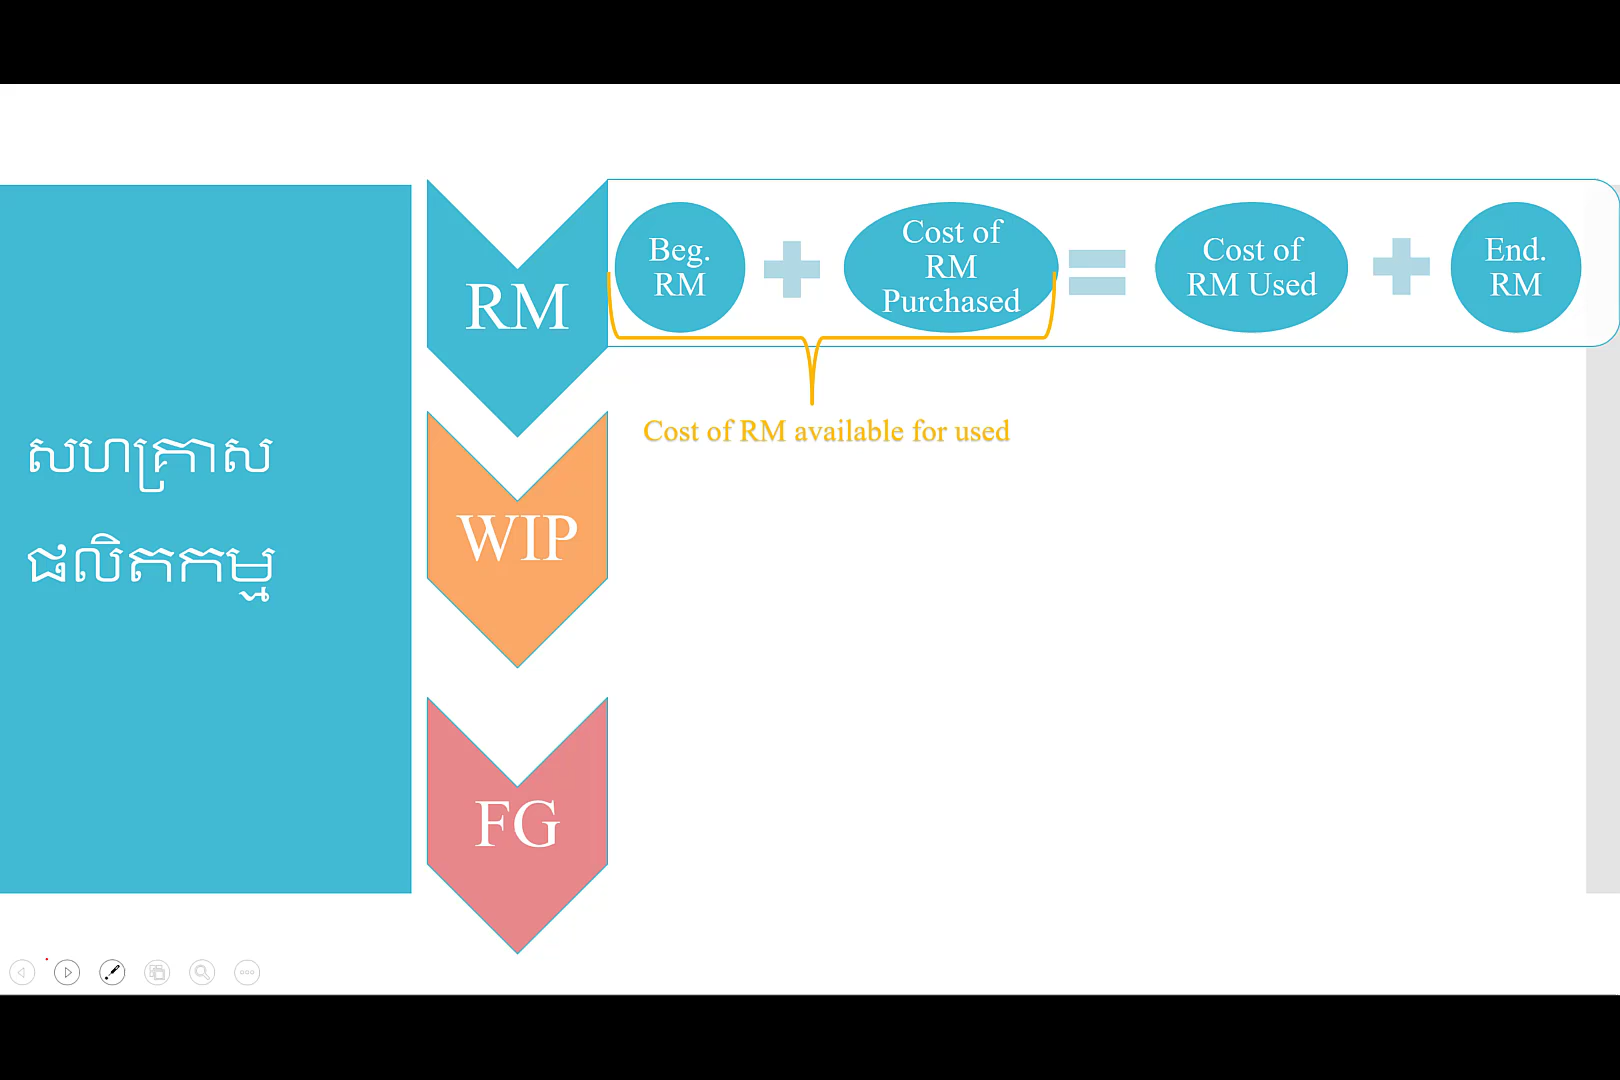 សហគ្រាស
ផលិតកម្ម
RM
Beg.
RM
Cost of
RM
Purchased
Cost of
RM Used
End.
RM
Cost of RM available for used
WIP
FG